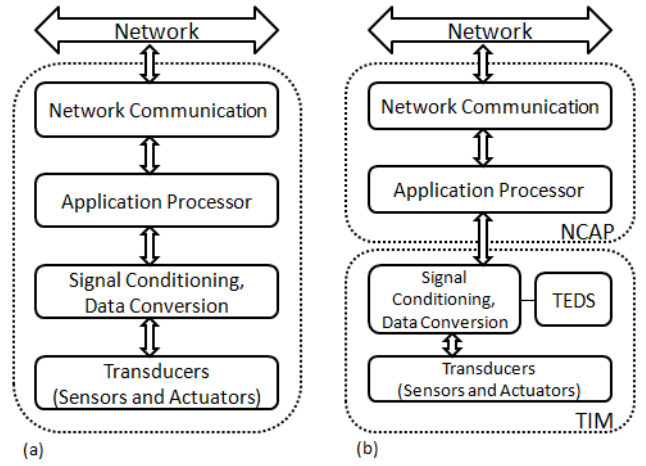 Network
Network Communication
Application Processor
Signal Conditioning,
Data Conversion
Transducers
(Sensors and Actuators)
(a)
Network
Network Communication
Application Processor
NCAP
Signal
Conditioning,
Data Conversion
TEDS
Transducers
(Sensors and Actuators)
TIM
(b)